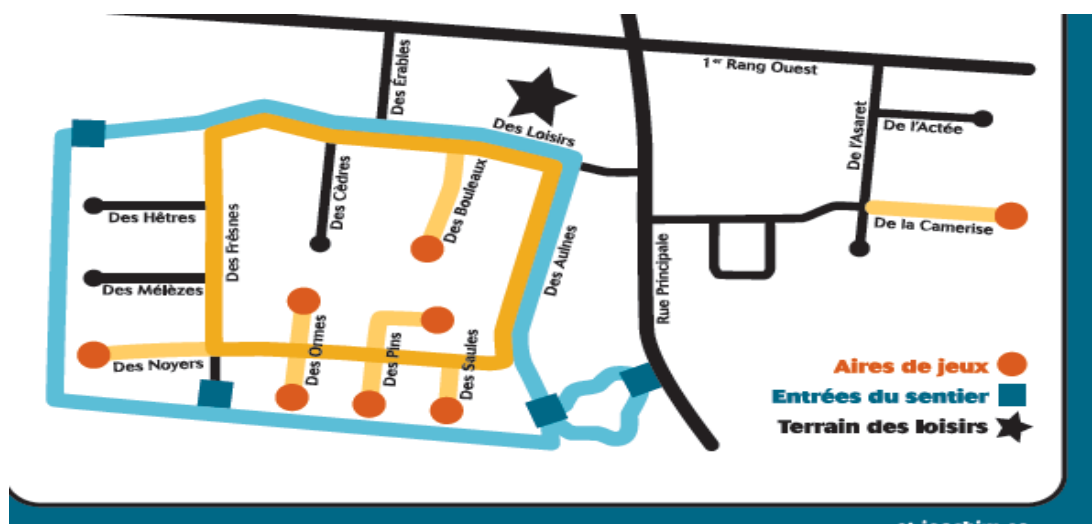 1er Rang Ouest
Des Érables
Des Loisirs
De l'Asaret
De l'Actée
Des Cèdres
Des Bouleaux
Des Hêtres
Des Frêsnes
De la Camerise
Des Aulnes
Rue Principale
Des Mélèzes
Des Noyers
Des Ormes
Des Pins
Des Saules
Aires de jeux
Entrées du sentier
Terrain des loisirs